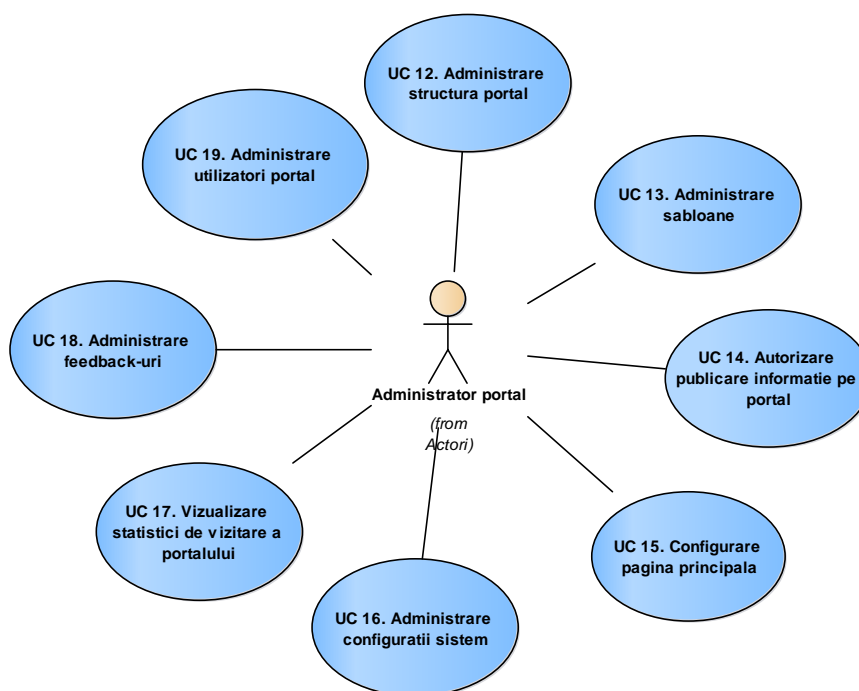 UC 12. Administrare
structura portal
UC 19. Administrare
utilizatori portal
UC 13. Administrare
sabloane
UC 18. Administrare
feedback-uri
UC 14. Autorizare
publicare informatie pe
portal
Administrator portal
(from
Actori)
UC 17. Vizualizare
statistici de vizitare a
portalului
UC 15. Configurare
pagina principala
UC 16. Administrare
configuratii sistem